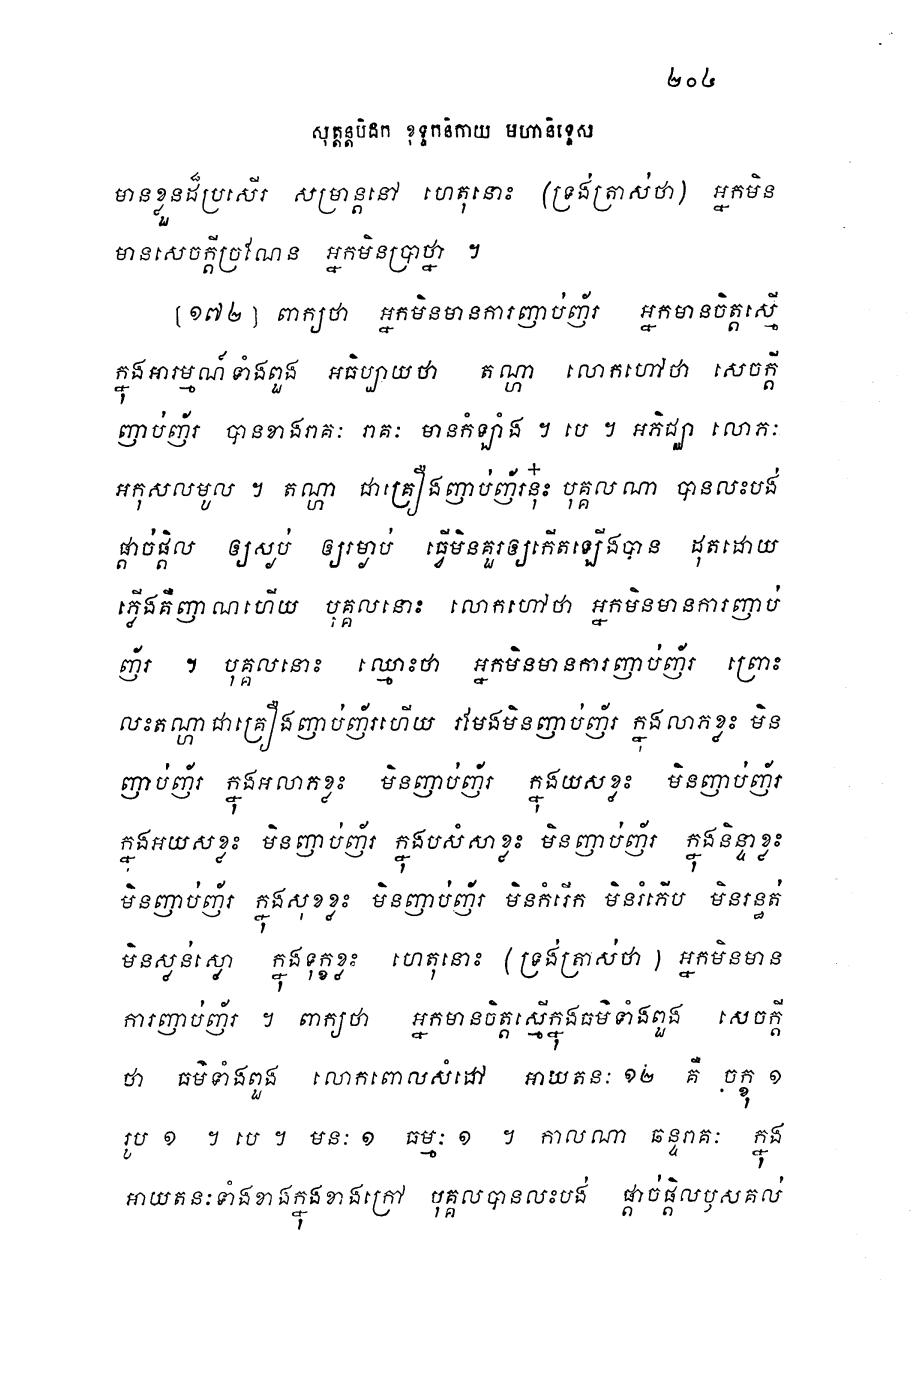 ២០៤
សុត្តន្តបិដក ខុទ្ទកនិកាយ មហានិទ្ទេស
មានខ្លួនដ៏ប្រសើរ សម្រាន្តនៅ ហេតុនោះ (ទ្រង់ត្រាស់ថា) អ្នកមិន
មានសេចក្តីច្រណែន អ្នកមិនប្រាថ្នា ។
[១៧២] ពាក្យថា អ្នកមិនមានការញាប់ញ័រ អ្នកមានចិត្តស្មើ
ក្នុងអារម្មណ៍ទាំងពួង អធិប្បាយថា តណ្ហា លោកហៅថា សេចក្តី
ញាប់ញ័រ បានខាងរាគៈ រាគៈ មានកំឡាំង ។ បេ ។ អភិជ្ឈា លោភៈ
អកុសលមូល ។ តណ្ហា ជាគ្រឿងញាប់ញ័រនុ៎ះ បុគ្គលណា បានលះបង់
ផ្តាច់ផ្តិល ឲ្យស្ងប់ ឲ្យរម្ងាប់ ធ្វើមិនគួរឲ្យកើតឡើងបាន ដុតដោយ
ភ្លើងគឺញាណហើយ បុគ្គលនោះ លោកហៅថា អ្នកមិនមានការញាប់
ញ័រ ។ បុគ្គលនោះ ឈ្មោះថា អ្នកមិនមានការញាប់ញ័រ ព្រោះ
លះតណ្ហាជាគ្រឿងញាប់ញ័រហើយ រមែងមិនញាប់ញ័រ ក្នុងលាភខ្លះ មិន
ញាប់ញ័រ ក្នុងអលាភខ្លះ មិនញាប់ញ័រ ក្នុងយសខ្លះ មិនញាប់ញ័រ
ក្នុងអយសខ្លះ មិនញាប់ញ័រ ក្នុងបសំសាខ្លះ មិនញាប់ញ័រ ក្នុងនិន្ទាខ្លះ
មិនញាប់ញ័រ ក្នុងសុខខ្លះ មិនញាប់ញ័រ មិនកំរើក មិនរំភើប មិនរន្ធត់
មិនស្លន់ស្លោ ក្នុងទុក្ខខ្លះ ហេតុនោះ (ទ្រង់ត្រាស់ថា) អ្នកមិនមាន
ការញាប់ញ័រ ។ ពាក្យថា អ្នកមានចិត្តស្មើក្នុងធម៌ទាំងពួង សេចក្តី
ថា ធម៌ទាំងពួង លោកពោលសំដៅ អាយតនៈ ១២ គឺ ចក្ខុ ១
រូប ១ ។ បេ ។ មនៈ ១ ធម្មៈ ១ ។ កាលណា ឆន្ទរាគៈ ក្នុង
អាយតនៈទាំងខាងក្នុងខាងក្រៅ បុគ្គលបានលះបង់ ផ្តាច់ផ្តិលឫសគល់